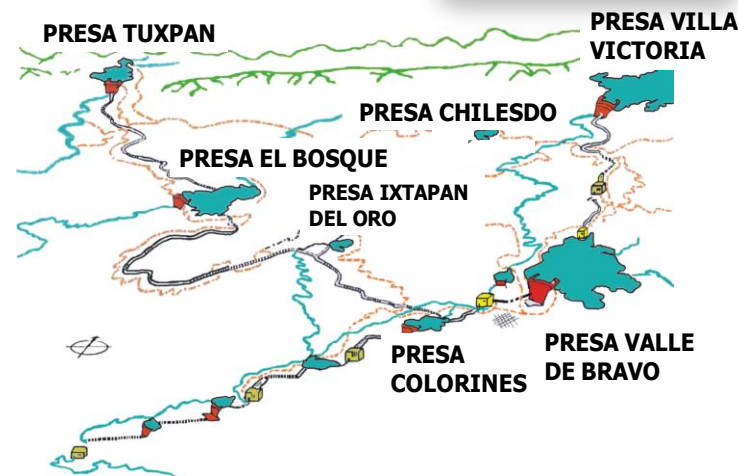 PRESA TUXPAN
PRESA VILLA
VICTORIA
PRESA CHILESDO
PRESA EL BOSQUE
PRESA IXTAPAN
DEL ORO
PRESA
COLORINES
PRESA VALLE
DE BRAVO